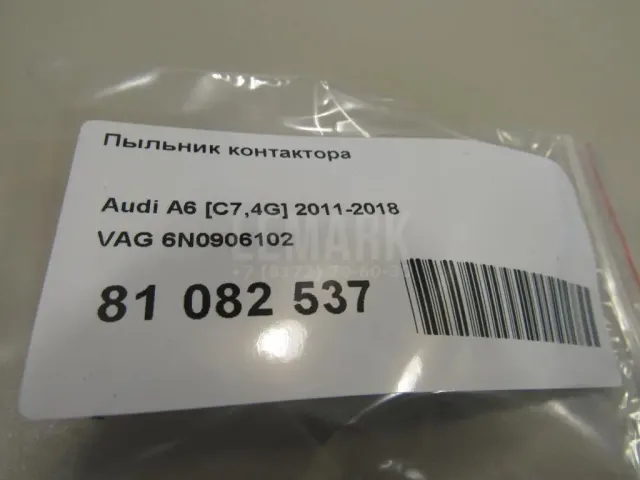 Пыльник контактора
Audi A6 [C7,4G] 2011-2018
VAG 6N0906102
81 082 537